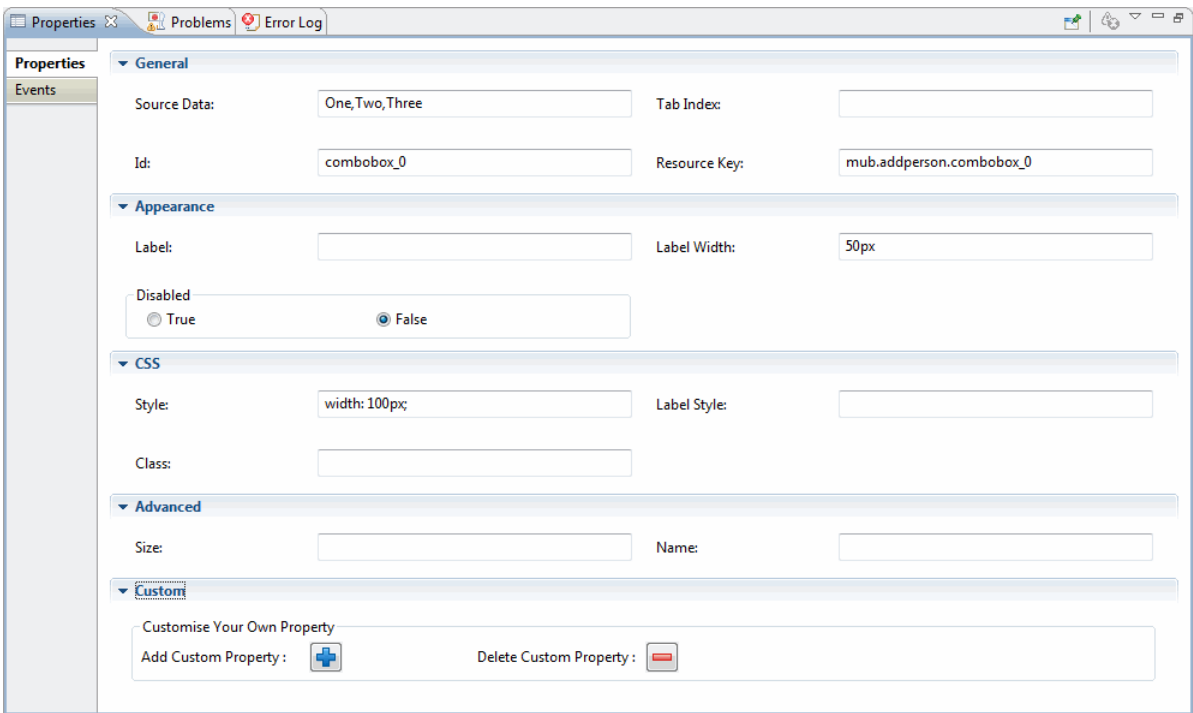 Properties Problems Error Log
Properties
Events
General
Source Data: One,Two,Three Tab Index:
Id: combobox_0 Resource Key: mub.addperson.combobox_0
Appearance
Label: Label Width: 50px
Disabled
True False
CSS
Style: width: 100px; Label Style:
Class:
Advanced
Size: Name:
Custom
Customise Your Own Property
Add Custom Property : Delete Custom Property :